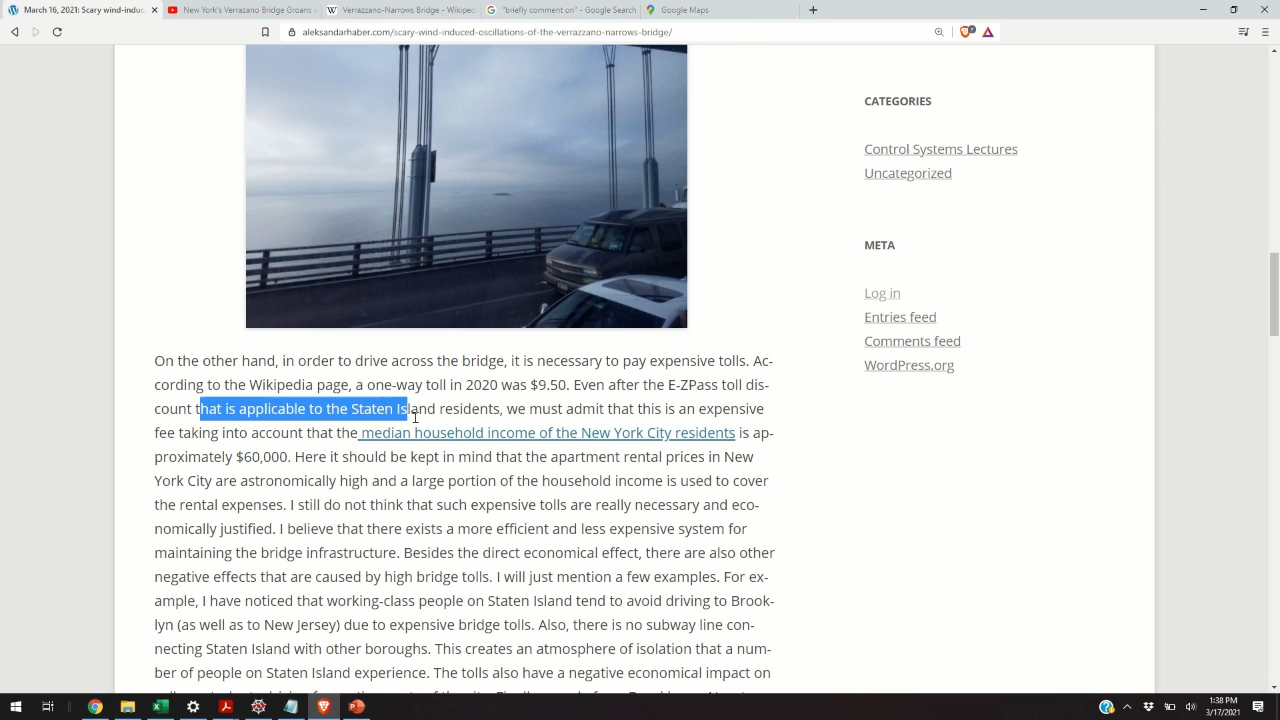 March 16, 2021: Scary wind-induc
New York's Verrazano Bridge Groans a
Verrazano-Narrows Bridge - Wikiped
"briefly comment on" - Google Search
Google Maps
aleksandarhaber.com/scary-wind-induced-oscillations-of-the-verrazzano-narrows-bridge/
CATEGORIES
Control Systems Lectures
Uncategorized
META
Log in
Entries feed
Comments feed
WordPress.org
On the other hand, in order to drive across the bridge, it is necessary to pay expensive tolls. Ac-
cording to the Wikipedia page, a one-way toll in 2020 was $9.50. Even after the E-ZPass toll dis-
count that is applicable to the Staten Island residents, we must admit that this is an expensive
fee taking into account that the median household income of the New York City residents is ap-
proximately $60,000. Here it should be kept in mind that the apartment rental prices in New
York City are astronomically high and a large portion of the household income is used to cover
the rental expenses. I still do not think that such expensive tolls are really necessary and eco-
nomically justified. I believe that there exists a more efficient and less expensive system for
maintaining the bridge infrastructure. Besides the direct economical effect, there are also other
negative effects that are caused by high bridge tolls. I will just mention a few examples. For ex-
ample, I have noticed that working-class people on Staten Island tend to avoid driving to Brook-
lyn (as well as to New Jersey) due to expensive bridge tolls. Also, there is no subway line con-
necting Staten Island with other boroughs. This creates an atmosphere of isolation that a num-
ber of people on Staten Island experience. The tolls also have a negative economical impact on
1:38 PM
3/17/2021